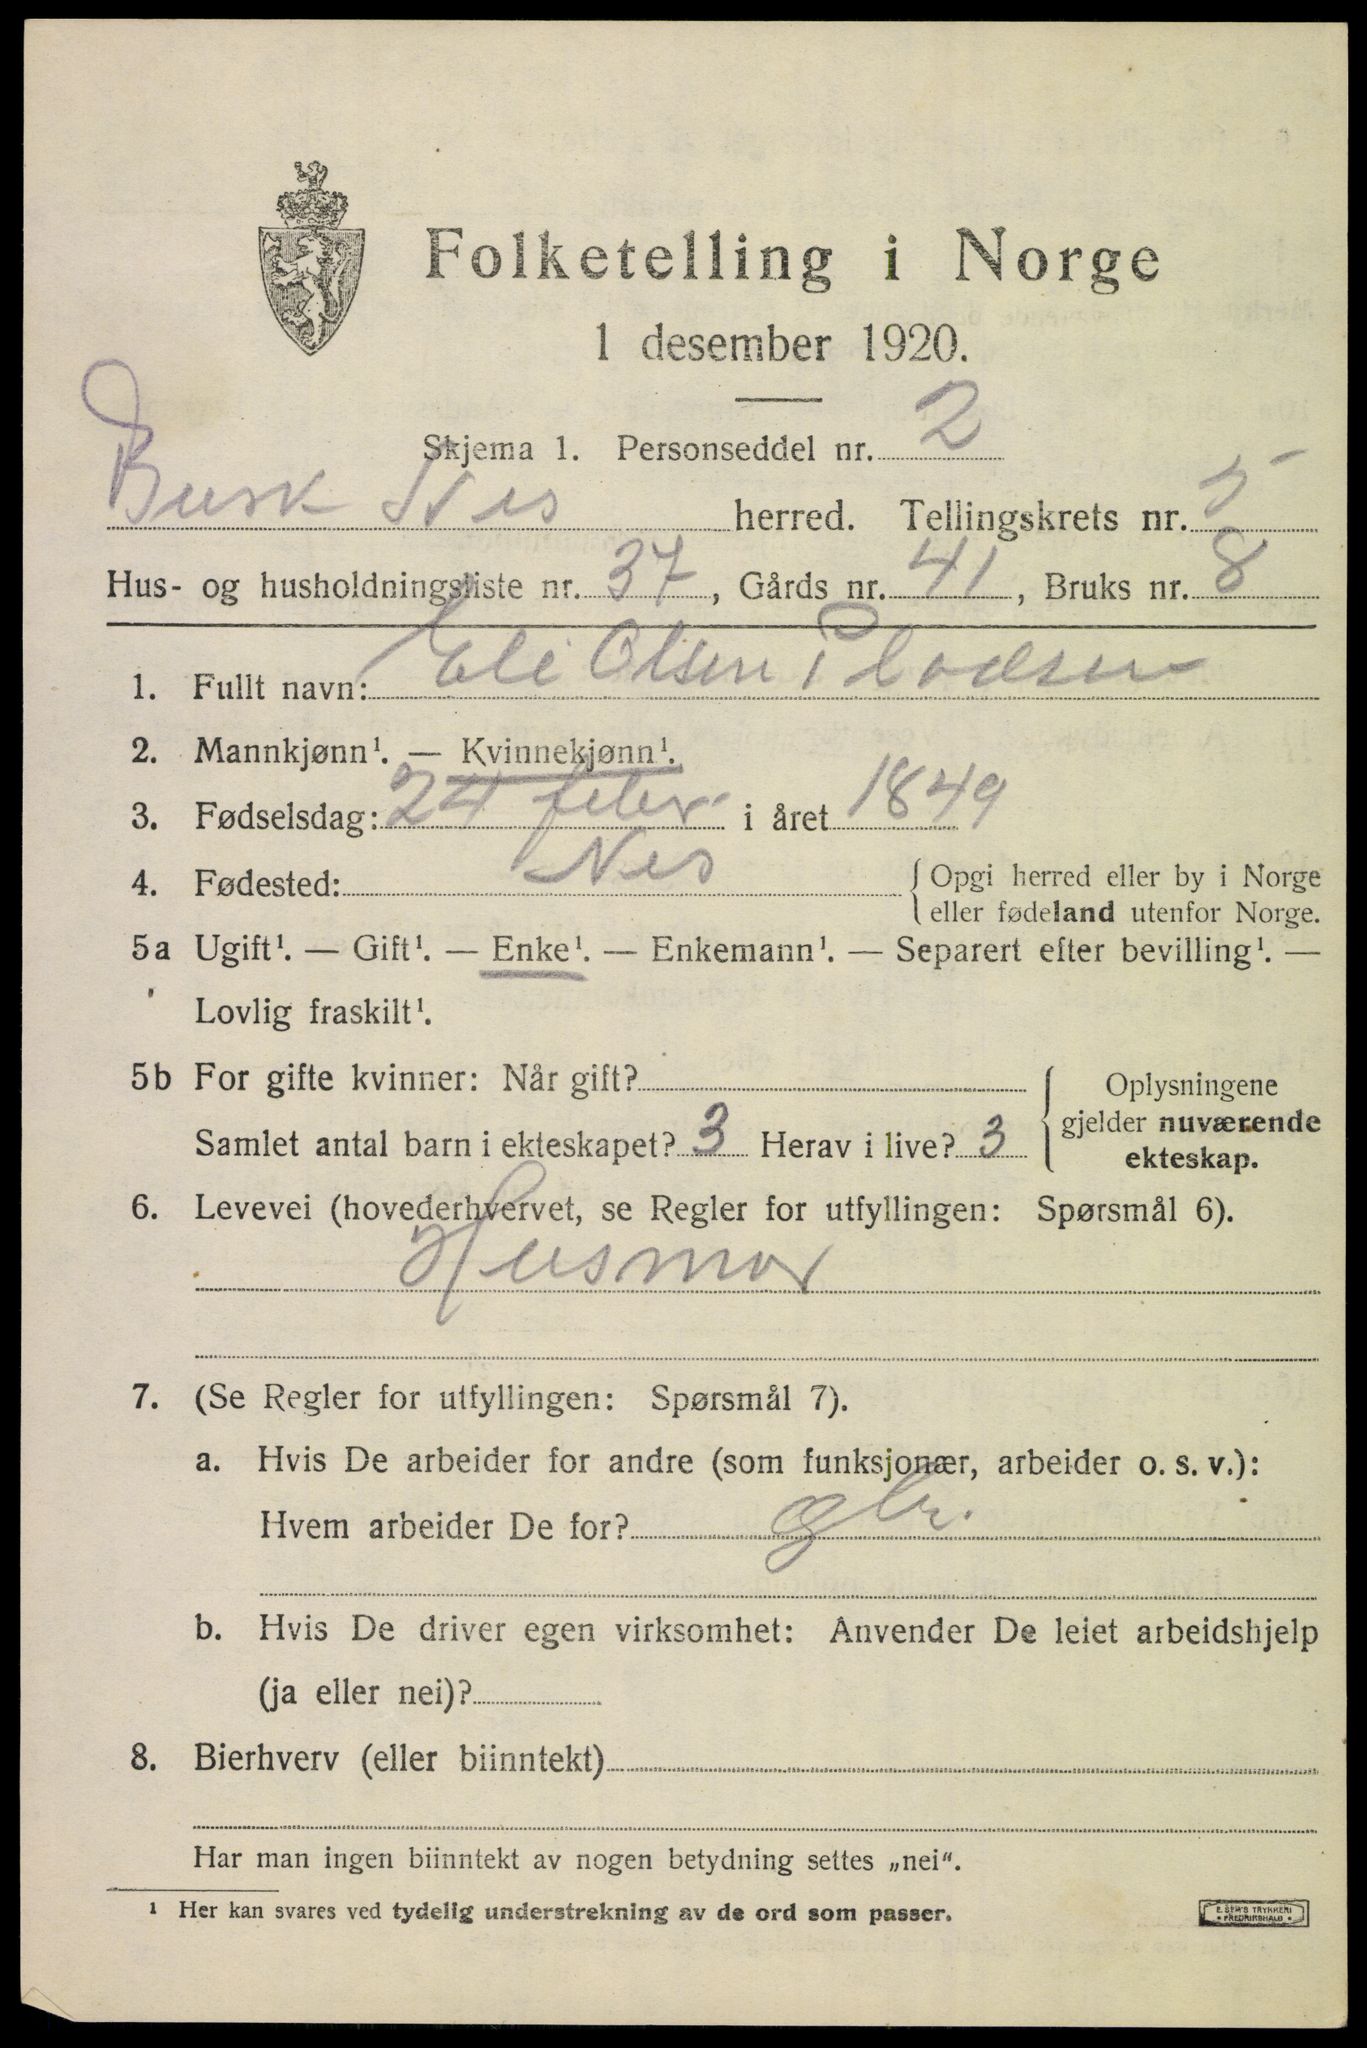 Folketelling i Norge
1 desember 1920.
Skjema 1. Personseddel nr. 2
Busk Nes herred. Tellingskrets nr. 5
Hus- og husholdningsliste nr. 37, Gårds nr. 41, Bruks nr. 8
1. Fullt navn: Eli Olsen
2. Mannkjønn¹. — Kvinnekjønn¹.
3. Fødselsdag: 24 febr i året 1849
4. Fødested: Nes { Opgi herred eller by i Norge
eller fødeland utenfor Norge.
5a Ugift¹. — Gift¹. — Enke¹. — Enkemann¹. — Separert efter bevilling¹. —
Lovlig fraskilt¹.
5b For gifte kvinner: Når gift?
Samlet antal barn i ekteskapet? 3 Herav i live? 3
Oplysningene
gjelder nuværende
ekteskap.
6. Levevei (hovederhvervet, se Regler for utfyllingen: Spørsmål 6).
Husmor
7. (Se Regler for utfyllingen: Spørsmål 7).
a. Hvis De arbeider for andre (som funksjonær, arbeider o. s. v.):
Hvem arbeider De for?
b. Hvis De driver egen virksomhet: Anvender De leiet arbeidshjelp
(ja eller nei)?
8. Bierhverv (eller biinntekt)
Har man ingen biinntekt av nogen betydning settes „nei“.
¹ Her kan svares ved tydelig understrekning av de ord som passer.
E. SEM'S TRYKKERI
• FREDRIKSHALD •